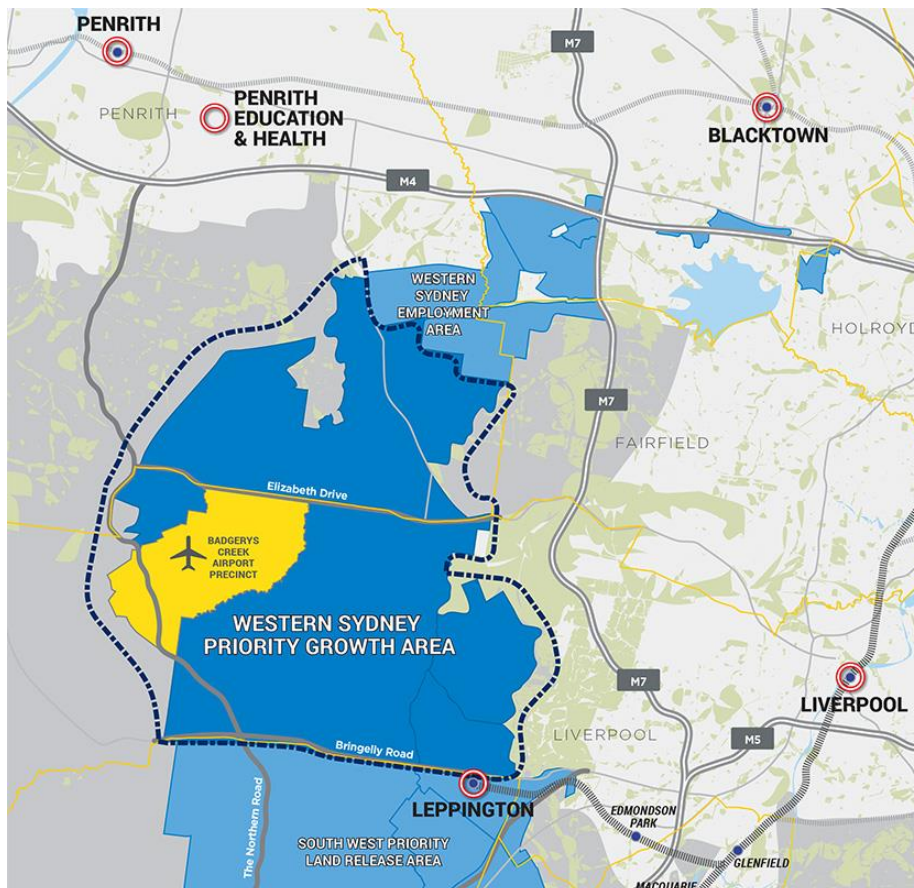 PENRITH
M7
PENRITH
PENRITH
EDUCATION
& HEALTH
BLACKTOWN
M4
WESTERN
SYDNEY
EMPLOYMENT
AREA
HOLROYD
M7
FAIRFIELD
Elizabeth Drive
BADGERYS
CREEK
AIRPORT
PRECINCT
WESTERN SYDNEY
PRIORITY GROWTH AREA
M7
LIVERPOOL
LIVERPOOL
M5
Bringelly Road
LEPPINGTON
The Northern Road
EDMONDSON
PARK
SOUTH WEST PRIORITY
LAND RELEASE AREA
GLENFIELD
MACQUARIE